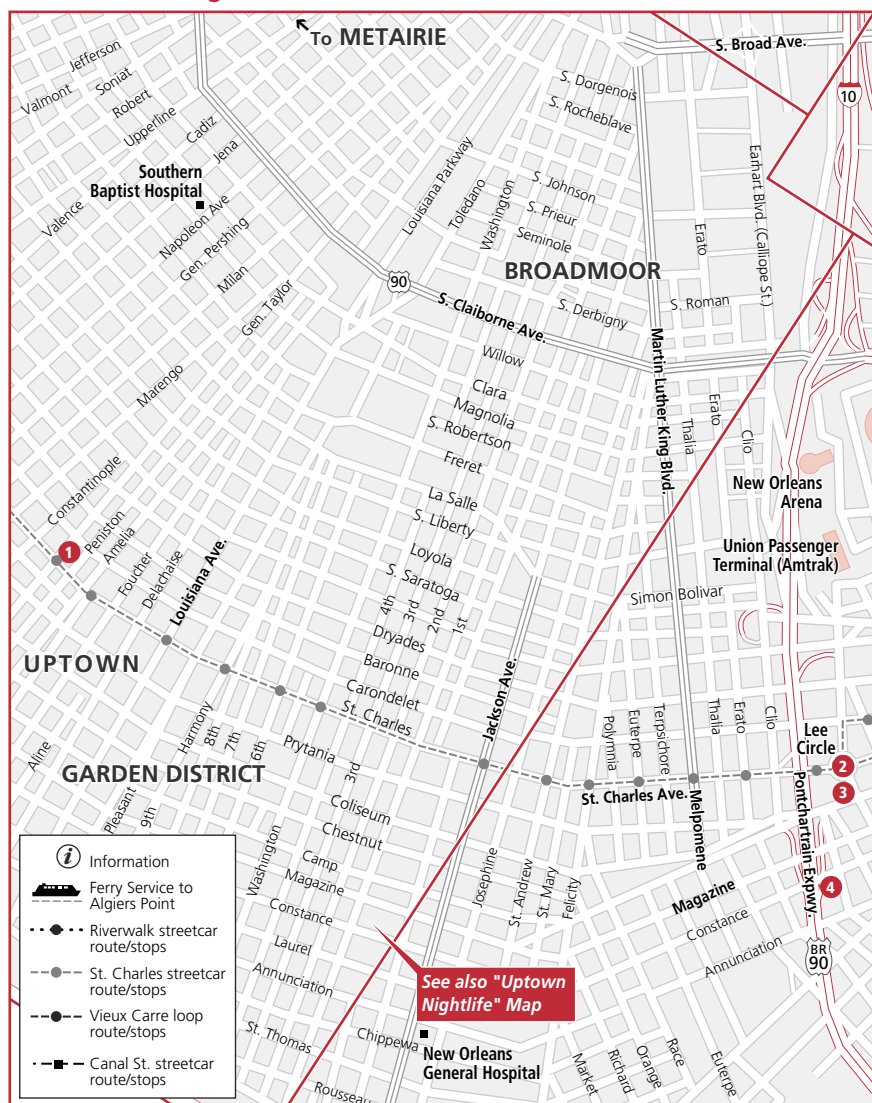 To METAIRIE
S. Broad Ave.
Jefferson
Soniat
Valmont
Robert
Upperline
Cadiz
Jena
S. Dorgenois
S. Rocheblave
10
Southern
Baptist Hospital
Louisiana Parkway
Toledano
Washington
S. Johnson
S. Prieur
Seminole
Earhart Blvd. (Calliope St.)
Erato
Valence
Napoleon Ave
Gen. Pershing
Milan
Gen. Taylor
90
BROADMOOR
S. Claiborne Ave.
S. Derbigny
S. Roman
Willow
Martin Luther King Blvd.
Marengo
Clara
Magnolia
S. Robertson
Freret
Thalia
Erato
Clio
Constantinople
La Salle
S. Liberty
Loyola
S. Saratoga
New Orleans
Arena
Union Passenger
Terminal (Amtrak)
1
Peniston
Amelia
Foucher
Delachaise
Louisiana Ave.
4th
3rd
2nd
1st
Simon Bolivar
UPTOWN
Dryades
Baronne
Carondelet
St. Charles
Jackson Ave.
Polymnia
Euterpe
Terpsichore
Thalia
Erato
Clio
Lee
Circle
2
3
Harmony
8th
7th
6th
Prytania
3rd
Aline
GARDEN DISTRICT
St. Charles Ave.
Melpomene
Pontchartrain Expwy.
Pleasant
9th
Coliseum
Chestnut
Washington
Camp
Magazine
Constance
Laurel
Annunciation
St. Thomas
Josephine
St. Andrew
St. Mary
Felicity
Magazine
Constance
Annunciation
4
BR
90
See also "Uptown
Nightlife" Map
Chippewa
New Orleans
General Hospital
Rousseau
Market
Richard
Orange
Race
Euterpe
i Information
Ferry Service to
Algiers Point
Riverwalk streetcar
route/stops
St. Charles streetcar
route/stops
Vieux Carre loop
route/stops
Canal St. streetcar
route/stops